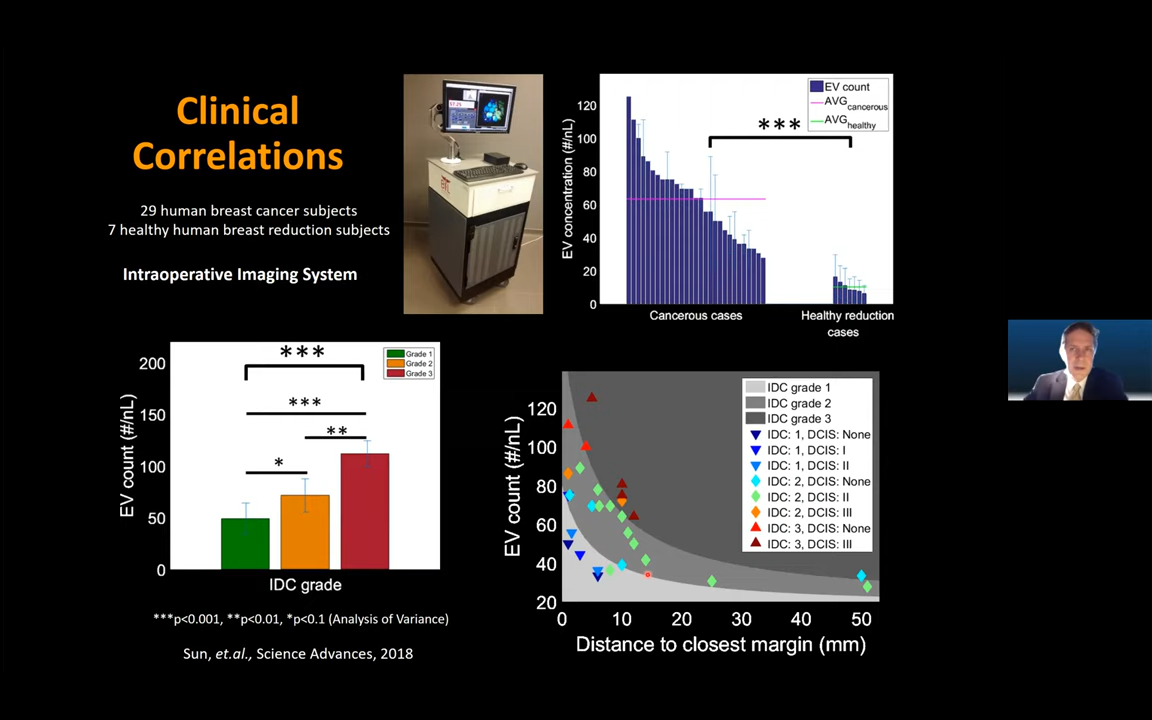 Clinical
Correlations
29 human breast cancer subjects
7 healthy human breast reduction subjects
Intraoperative Imaging System
EV concentration (#/nL)
120
100
80
60
40
20
0
EV count
AVGcancerous
AVGhealthy
***
Cancerous cases
Healthy reduction
cases
EV count (#/nL)
200
150
100
50
0
***
***
**
*
Grade 1
Grade 2
Grade 3
IDC grade
***p<0.001, **p<0.01, *p<0.1 (Analysis of Variance)
Sun, et.al., Science Advances, 2018
EV count (#/nL)
120
100
80
60
40
20
IDC grade 1
IDC grade 2
IDC grade 3
IDC: 1, DCIS: None
IDC: 1, DCIS: I
IDC: 1, DCIS: II
IDC: 2, DCIS: None
IDC: 2, DCIS: II
IDC: 2, DCIS: III
IDC: 3, DCIS: None
IDC: 3, DCIS: III
0 10 20 30 40 50
Distance to closest margin (mm)